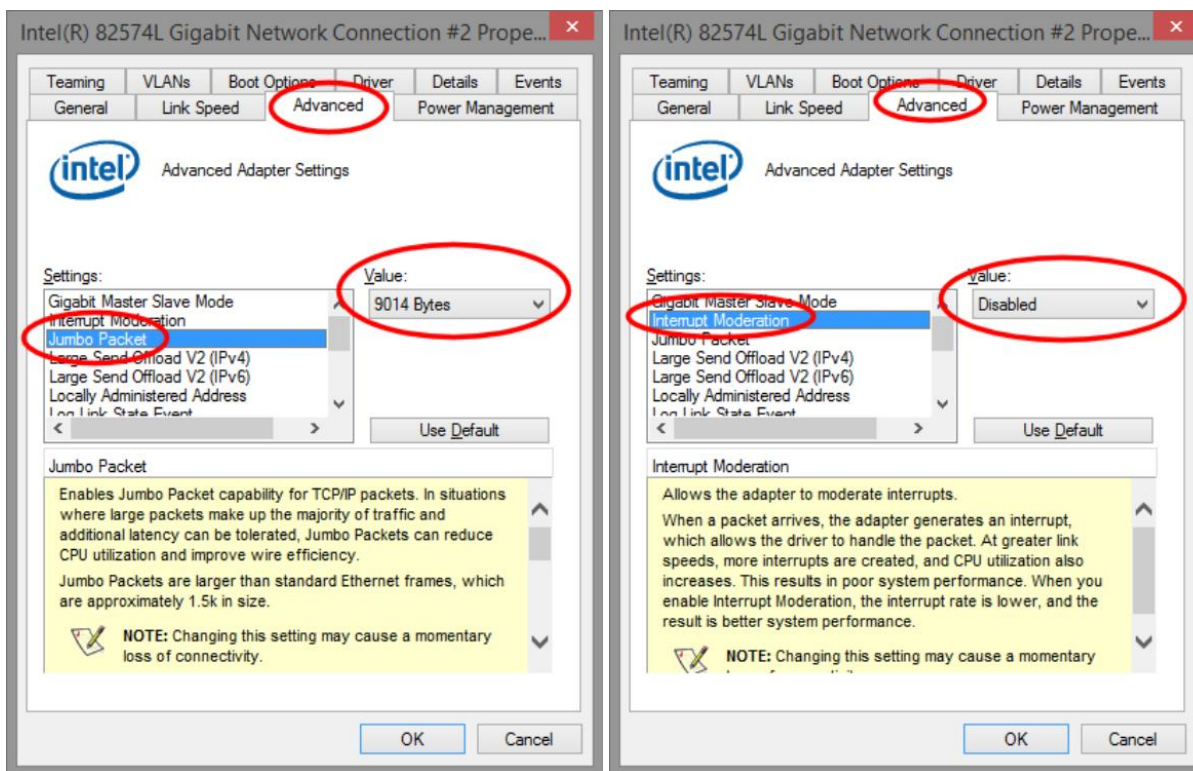 Intel(R) 82574L Gigabit Network Connection #2 Prope...
Teaming VLANs Boot Options Driver Details Events
General Link Speed Advanced Power Management
intel
Advanced Adapter Settings
Settings:
Value:
Gigabit Master Slave Mode
Interrupt Moderation
Jumbo Packet
Large Send Offload V2 (IPv4)
Large Send Offload V2 (IPv6)
Locally Administered Address
Log Link State Event
9014 Bytes
Use Default
Jumbo Packet
Enables Jumbo Packet capability for TCP/IP packets. In situations
where large packets make up the majority of traffic and
additional latency can be tolerated, Jumbo Packets can reduce
CPU utilization and improve wire efficiency.
Jumbo Packets are larger than standard Ethernet frames, which
are approximately 1.5k in size.
NOTE: Changing this setting may cause a momentary
loss of connectivity.
OK Cancel
Intel(R) 82574L Gigabit Network Connection #2 Prope...
Teaming VLANs Boot Options Driver Details Events
General Link Speed Advanced Power Management
intel
Advanced Adapter Settings
Settings:
Value:
Gigabit Master Slave Mode
Interrupt Moderation
Jumbo Packet
Large Send Offload V2 (IPv4)
Large Send Offload V2 (IPv6)
Locally Administered Address
Log Link State Event
Disabled
Use Default
Interrupt Moderation
Allows the adapter to moderate interrupts.
When a packet arrives, the adapter generates an interrupt,
which allows the driver to handle the packet. At greater link
speeds, more interrupts are created, and CPU utilization also
increases. This results in poor system performance. When you
enable Interrupt Moderation, the interrupt rate is lower, and the
result is better system performance.
NOTE: Changing this setting may cause a momentary
OK Cancel